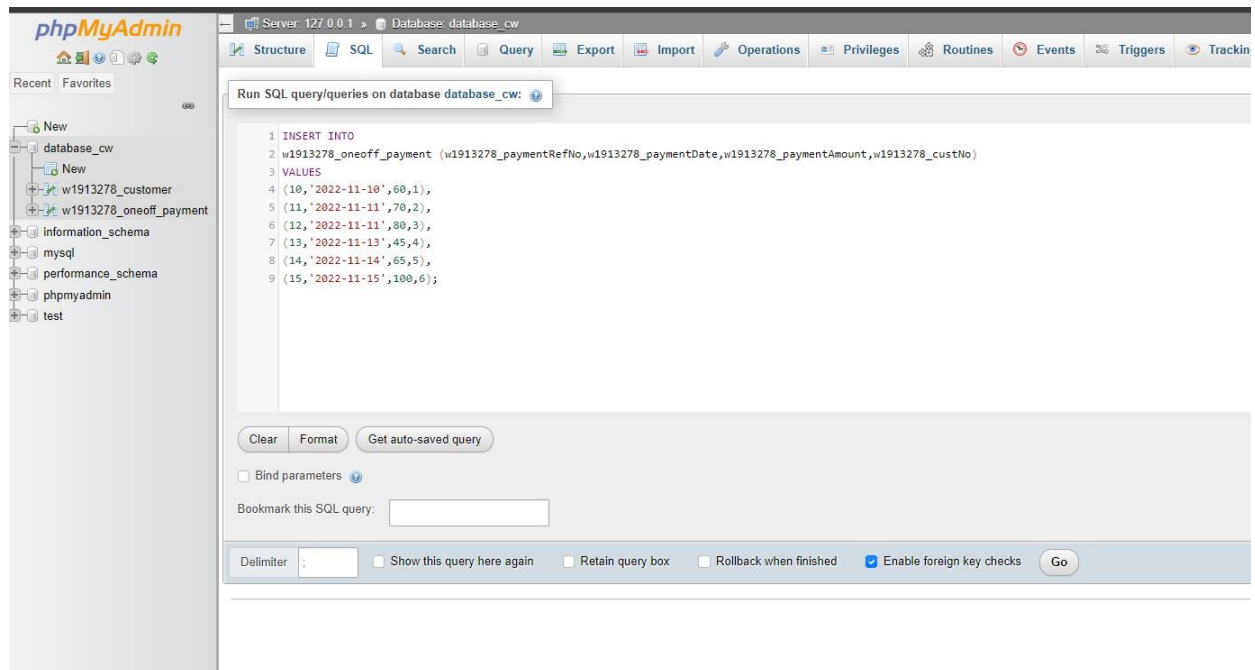 phpMyAdmin
Recent Favorites
New
database_cw
New
w1913278_customer
w1913278_oneoff_payment
information_schema
mysql
performance_schema
phpmyadmin
test
Server: 127.0.0.1 » Database: database_cw
Structure SQL Search Query Export Import Operations Privileges Routines Events Triggers Trackin
Run SQL query/queries on database database_cw:
1 INSERT INTO
2 w1913278_oneoff_payment (w1913278_paymentRefNo,w1913278_paymentDate,w1913278_paymentAmount,w1913278_custNo)
3 VALUES
4 (10,'2022-11-10',60,1),
5 (11,'2022-11-11',70,2),
6 (12,'2022-11-11',80,3),
7 (13,'2022-11-13',45,4),
8 (14,'2022-11-14',65,5),
9 (15,'2022-11-15',100,6);
Clear Format Get auto-saved query
Bind parameters
Bookmark this SQL query:
Delimiter ; Show this query here again Retain query box Rollback when finished Enable foreign key checks Go